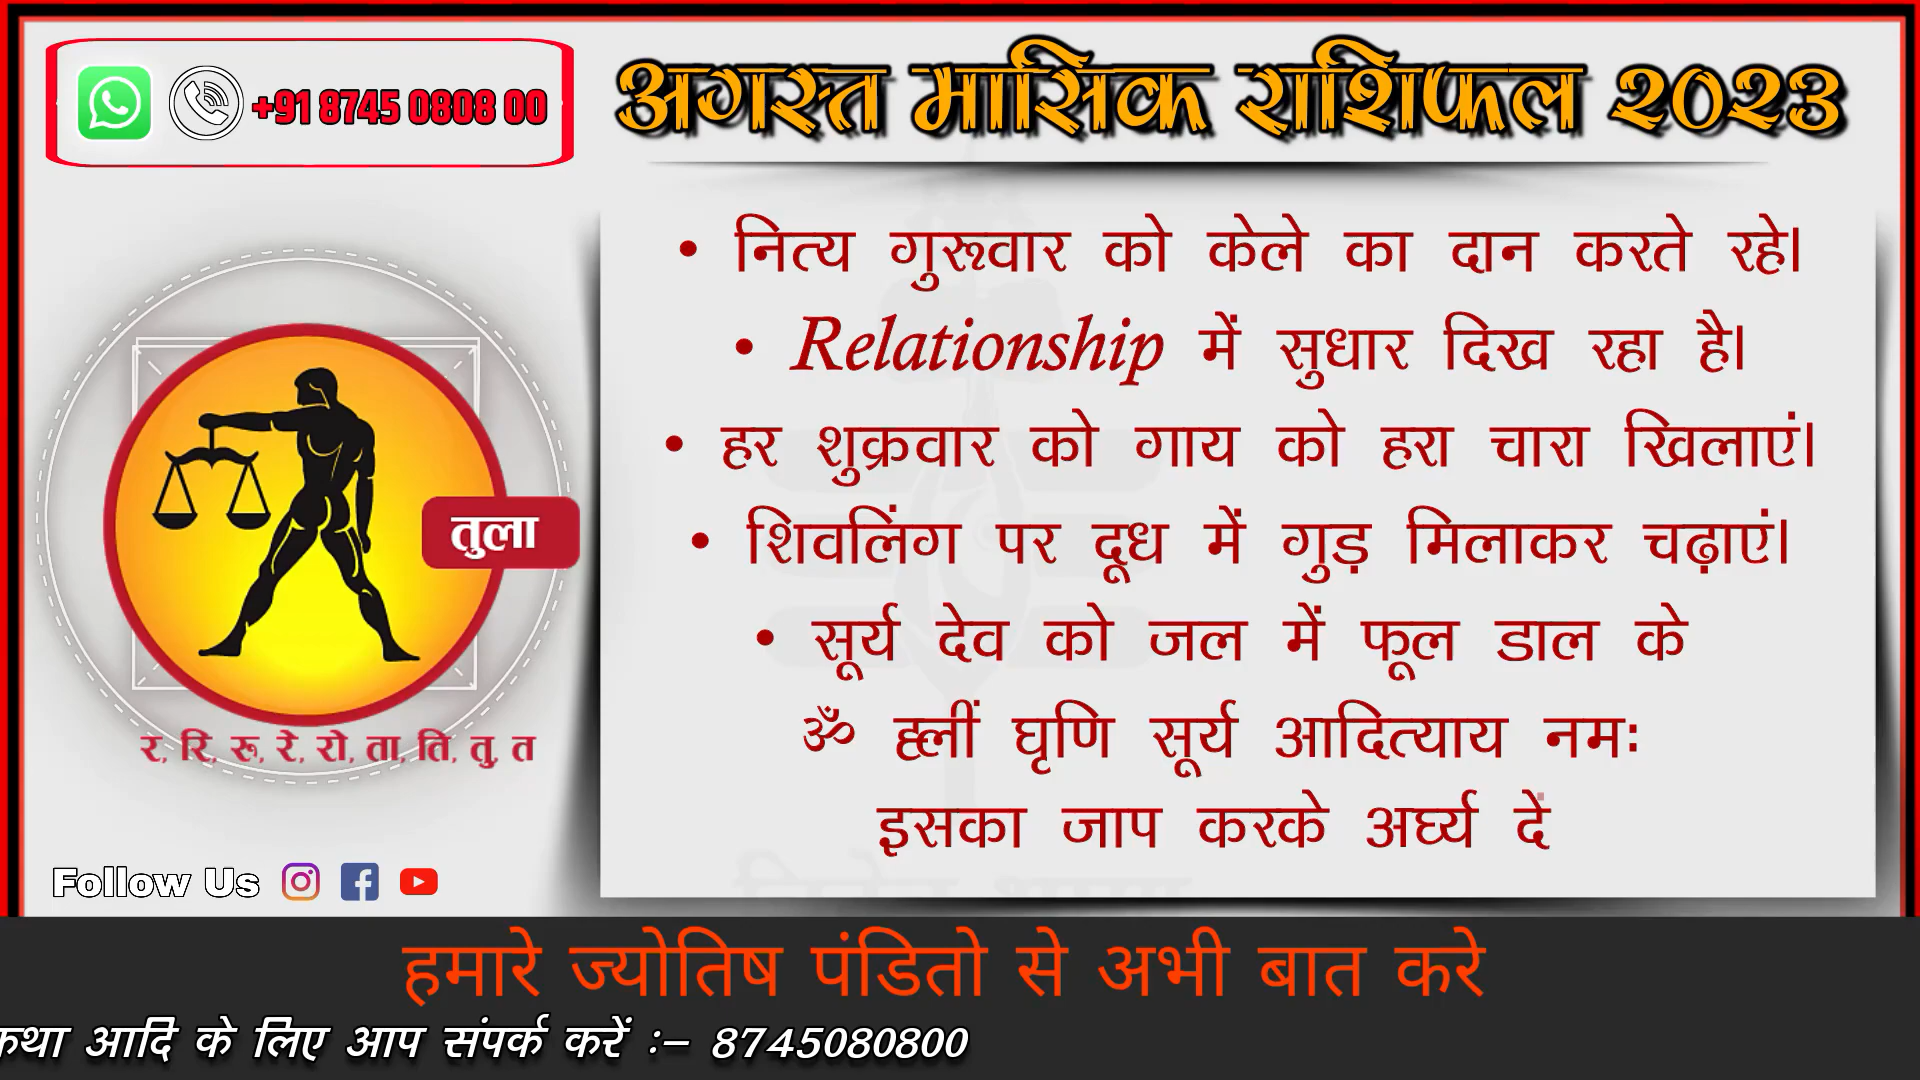 +91 8745 0808 00
अगस्त मासिक राशिफल २०२३
• नित्य गुरूवार को केले का दान करते रहे।
• Relationship में सुधार दिख रहा है।
• हर शुक्रवार को गाय को हरा चारा खिलाएं।
• शिवलिंग पर दूध में गुड़ मिलाकर चढ़ाएं।
• सूर्य देव को जल में फूल डाल के
ॐ ह्लीं घृणि सूर्य आदित्याय नमः
इसका जाप करके अर्घ्य दें
तुला
र, रि, रू, रे, रो, ता, ति, तु, त
Follow Us
हमारे ज्योतिष पंडितो से अभी बात करे
कथा आदि के लिए आप संपर्क करें :– 8745080800